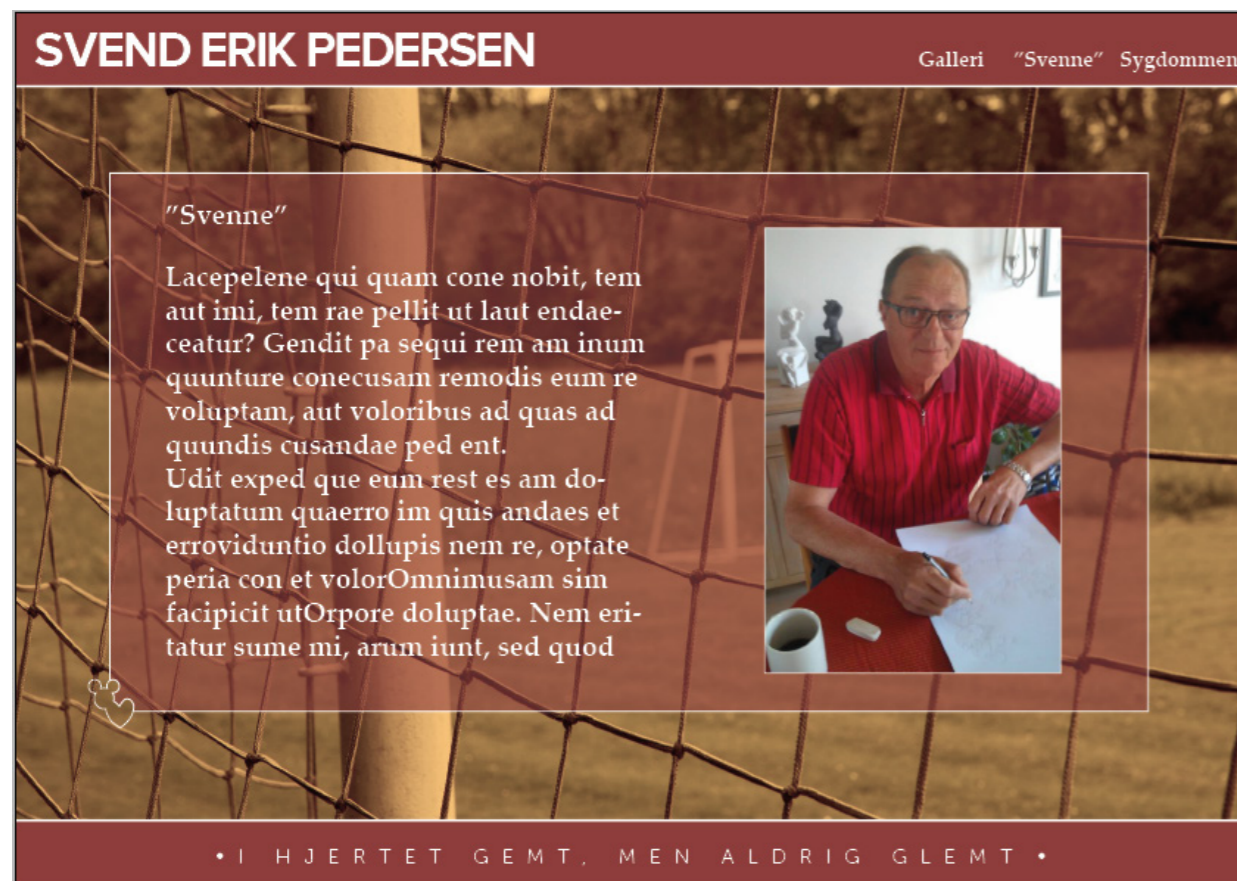 SVEND ERIK PEDERSEN
Galleri "Svenne" Sygdommen
"Svenne"
Lacepelene qui quam cone nobit, tem
aut imi, tem rae pellit ut laut endae-
ceatur? Gendit pa sequi rem am inum
quunture conecusam remodis eum re
voluptam, aut voloribus ad quas ad
quundis cusandae ped ent.
Udit exped que eum rest es am do-
luptatum quaerro im quis andaes et
erroviduntio dollupis nem re, optate
peria con et volorOmnimusam sim
facipicit utOrpore doluptae. Nem eri-
tatur sume mi, arum iunt, sed quod
• I HJERTET GEMT, MEN ALDRIG GLEMT •